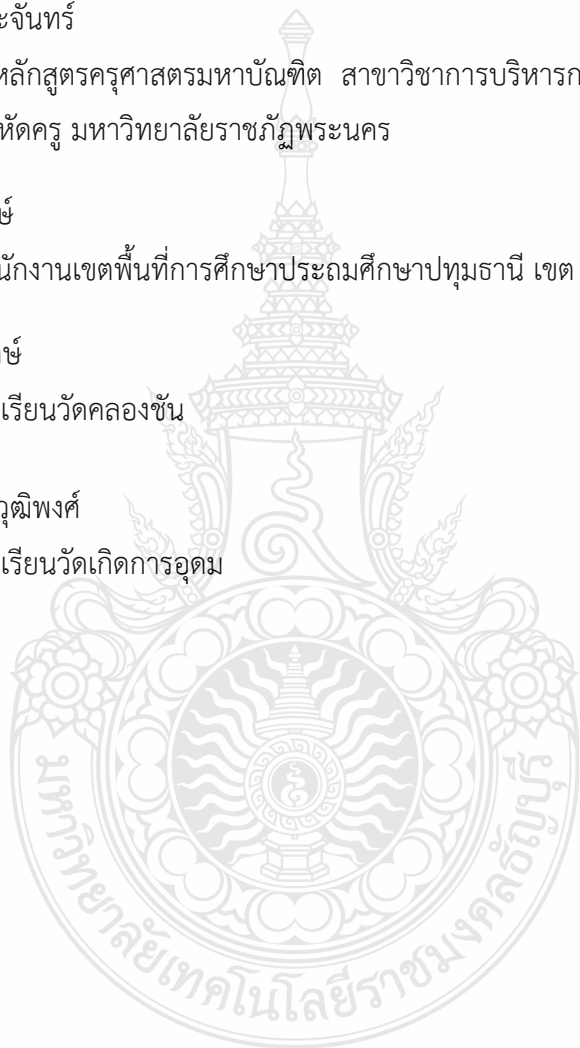 ะจันทร์
หลักสูตรครุศาสตรมหาบัณฑิต สาขาวิชาการบริหารก
หัดครู มหาวิทยาลัยราชภัฏพระนคร
ษ์
นักงานเขตพื้นที่การศึกษาประถมศึกษาปทุมธานี เขต
กษ์
เรียนวัดคลองชัน
วุฒิพงศ์
เรียนวัดเกิดการอุดม
มหาวิทยาลัยเทคโนโลยีราชมงคลธัญบุรี